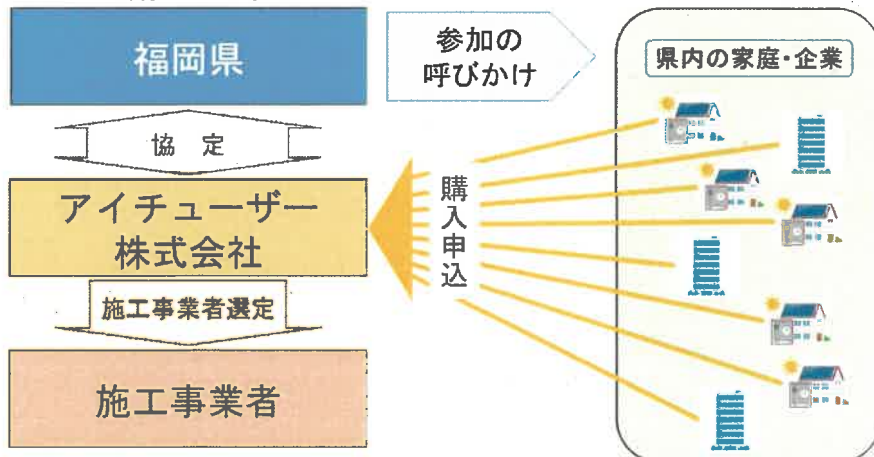 福岡県
参加の
呼びかけ
県内の家庭・企業
協定
アイチューザー
株式会社
購入申込
施工事業者選定
施工事業者